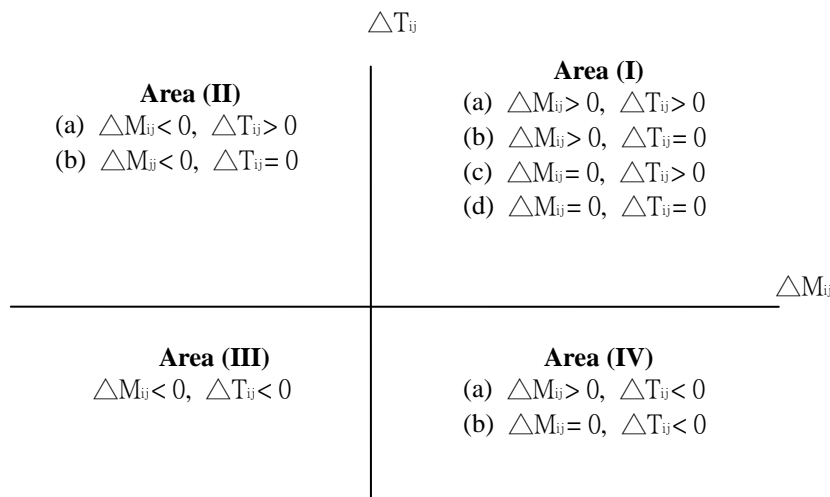 △Tᵢⱼ
Area (I)
(a) △Mᵢⱼ> 0, △Tᵢⱼ> 0
(b) △Mᵢⱼ> 0, △Tᵢⱼ= 0
(c) △Mᵢⱼ= 0, △Tᵢⱼ> 0
(d) △Mᵢⱼ= 0, △Tᵢⱼ= 0
Area (II)
(a) △Mᵢⱼ< 0, △Tᵢⱼ> 0
(b) △Mⱼⱼ< 0, △Tᵢⱼ= 0
△Mᵢⱼ
Area (III)
△Mᵢⱼ< 0, △Tᵢⱼ< 0
Area (IV)
(a) △Mᵢⱼ> 0, △Tᵢⱼ< 0
(b) △Mᵢⱼ= 0, △Tᵢⱼ< 0